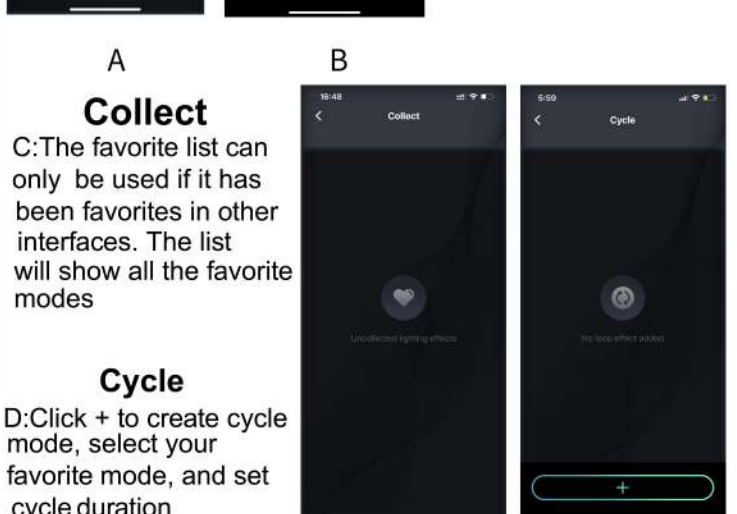 A
B
Collect
C:The favorite list can
only be used if it has
been favorites in other
interfaces. The list
will show all the favorite
modes
Cycle
D:Click + to create cycle
mode, select your
favorite mode, and set
cycle duration
16:48
Collect
Uncollected lighting effects
5:59
Cycle
No loop effect added
+